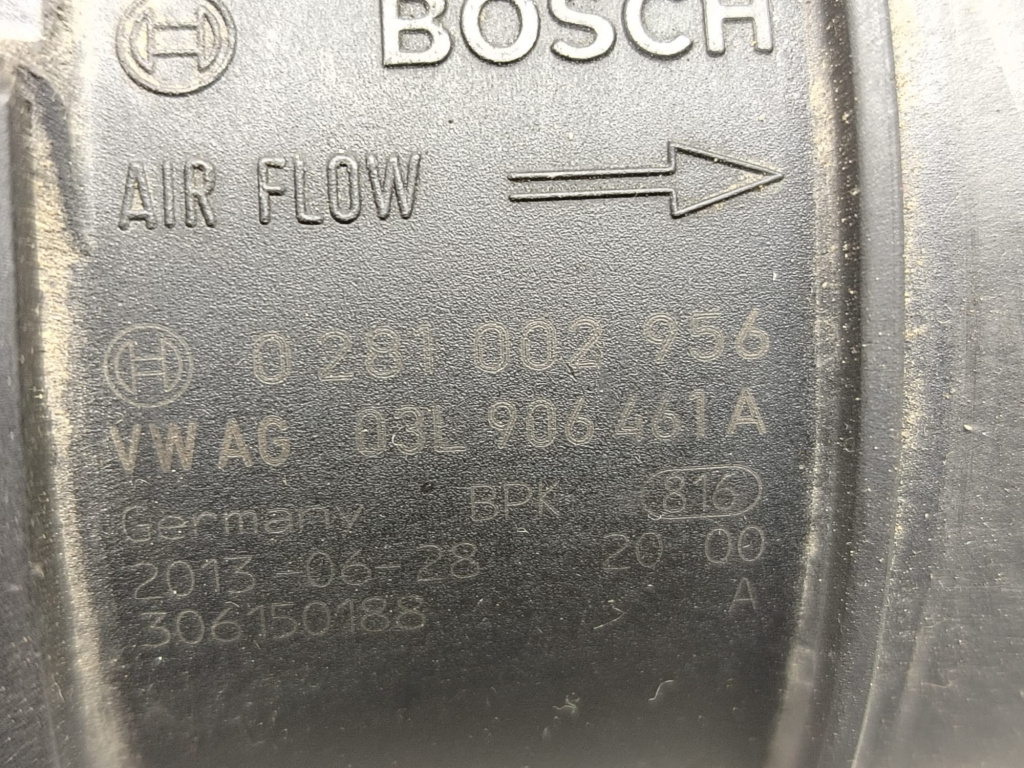 BOSCH
AIR FLOW
0 281 002 956
VW AG 03L 906 461 A
Germany BPK 816
2013-06-28 20 00
306150188 A